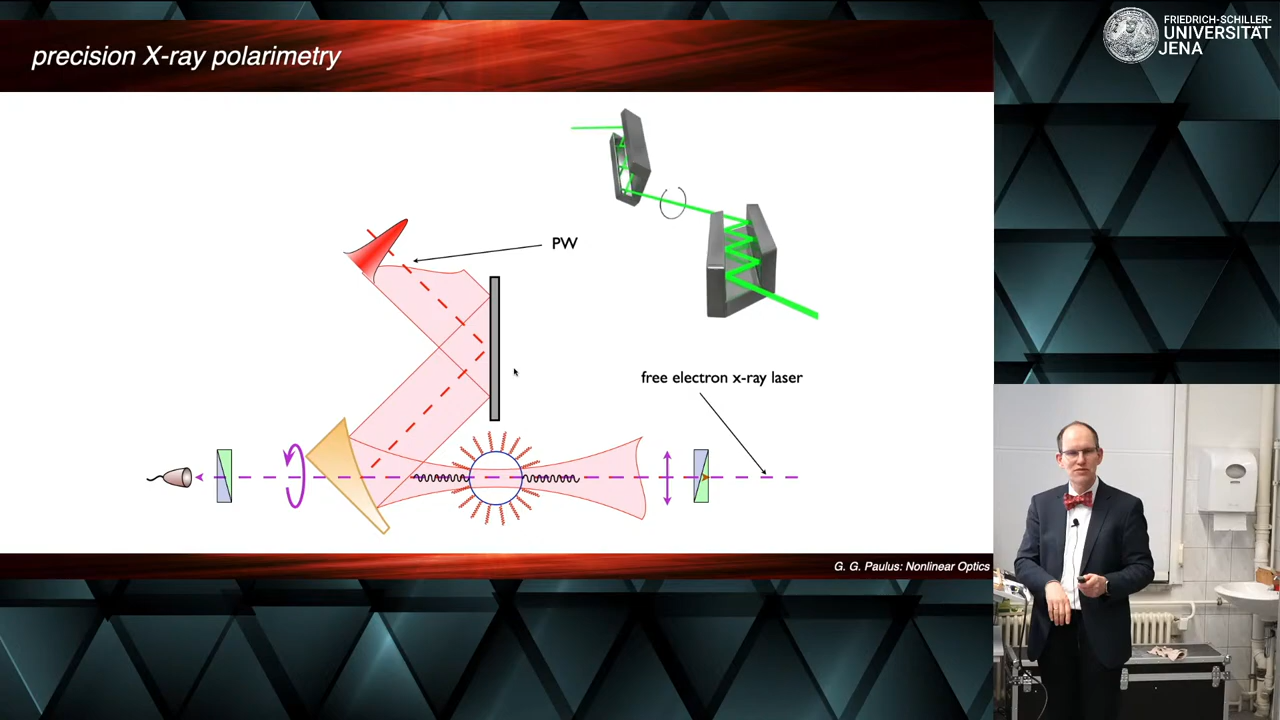 precision X-ray polarimetry
FRIEDRICH-SCHILLER-
UNIVERSITÄT
JENA
PW
free electron x-ray laser
G. G. Paulus: Nonlinear Optics